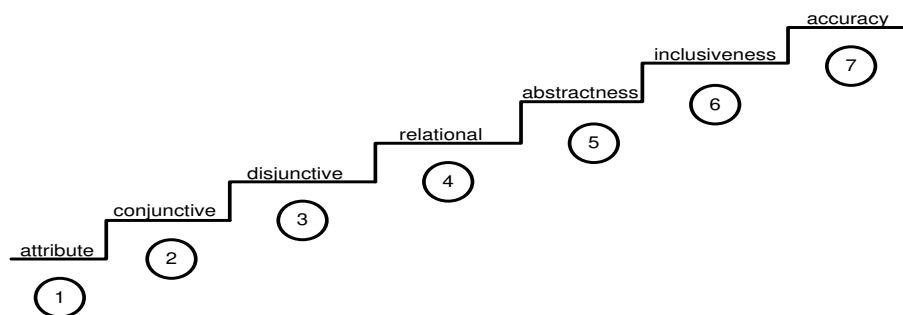 accuracy
7
inclusiveness
6
abstractness
5
relational
4
disjunctive
3
conjunctive
2
attribute
1